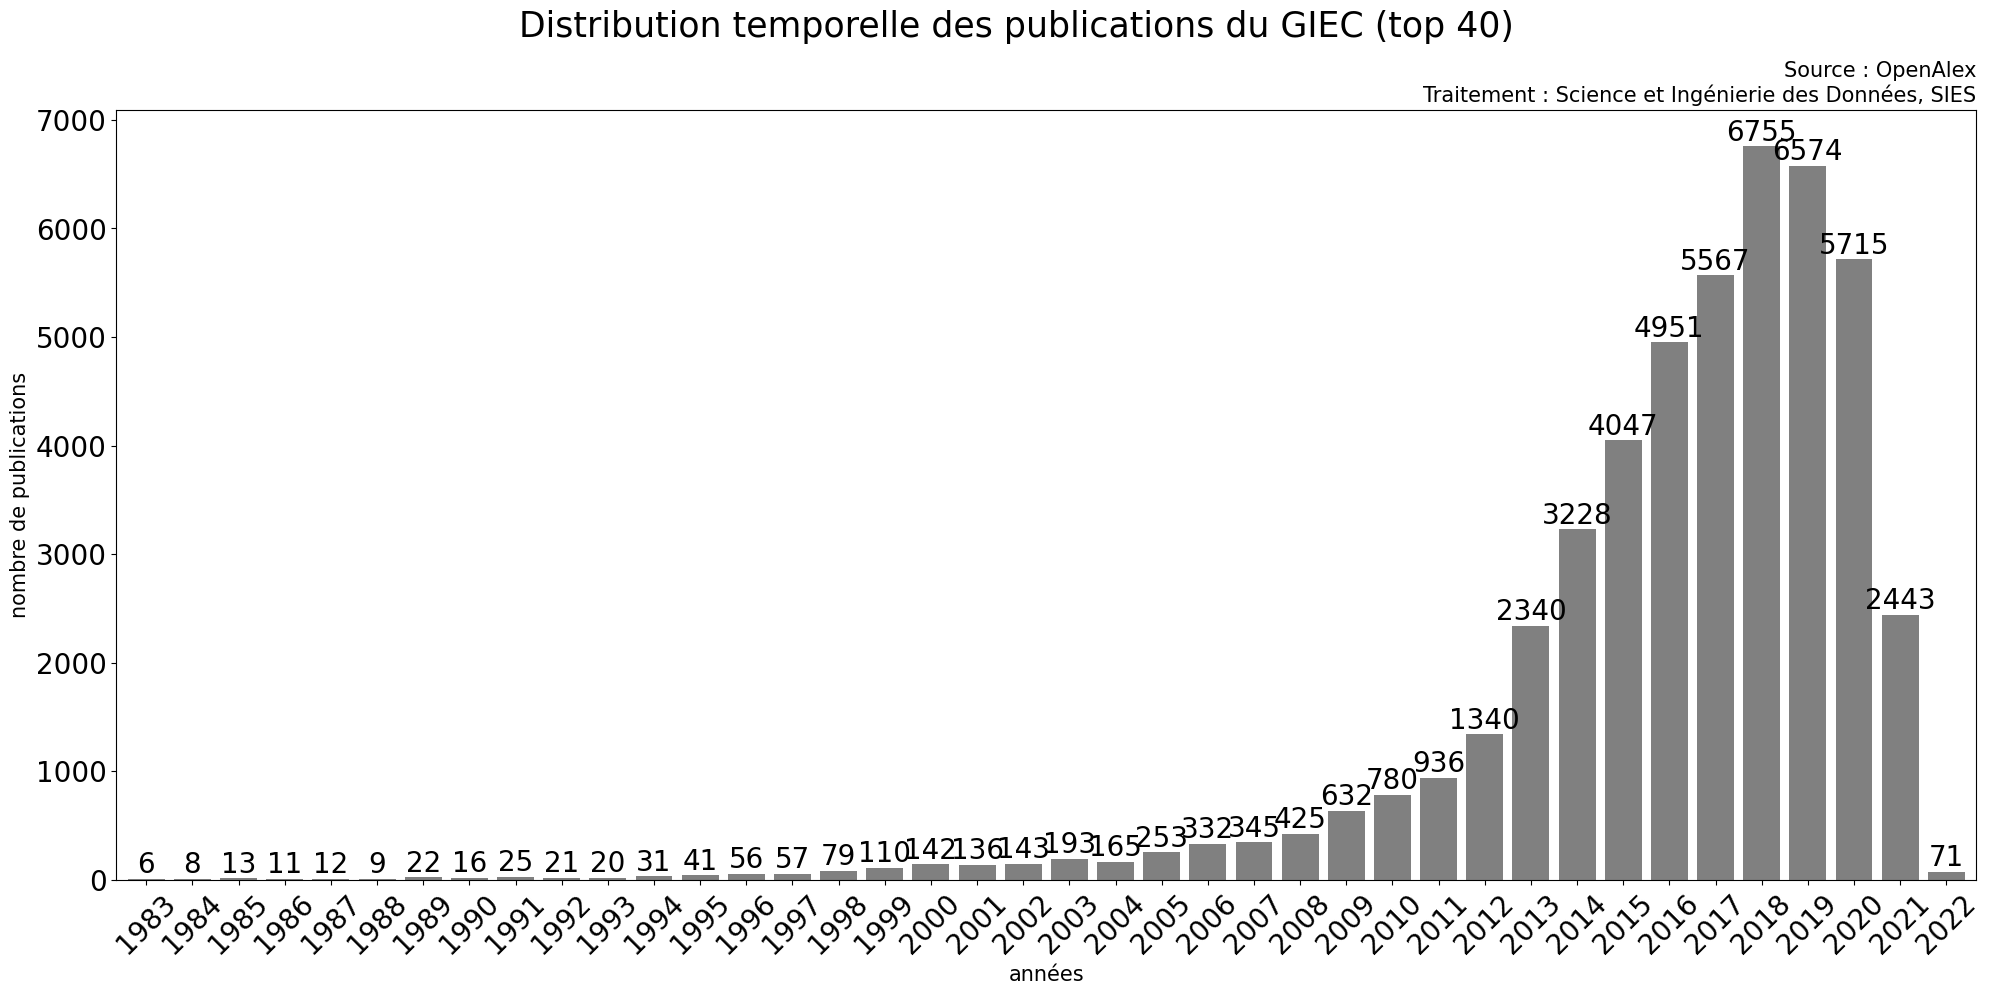 Distribution temporelle des publications du GIEC (top 40)
Source : OpenAlex
Traitement : Science et Ingénierie des Données, SIES
nombre de publications
7000
6000
5000
4000
3000
2000
1000
0
6 8 13 11 12 9 22 16 25 21 20 31 41 56 57 79 110 142 136 143 193 165 253 332 345 425 632 780 936 1340 2340 3228 4047 4951 5567 6755 6574 5715 2443 71
1983 1984 1985 1986 1987 1988 1989 1990 1991 1992 1993 1994 1995 1996 1997 1998 1999 2000 2001 2002 2003 2004 2005 2006 2007 2008 2009 2010 2011 2012 2013 2014 2015 2016 2017 2018 2019 2020 2021 2022
années